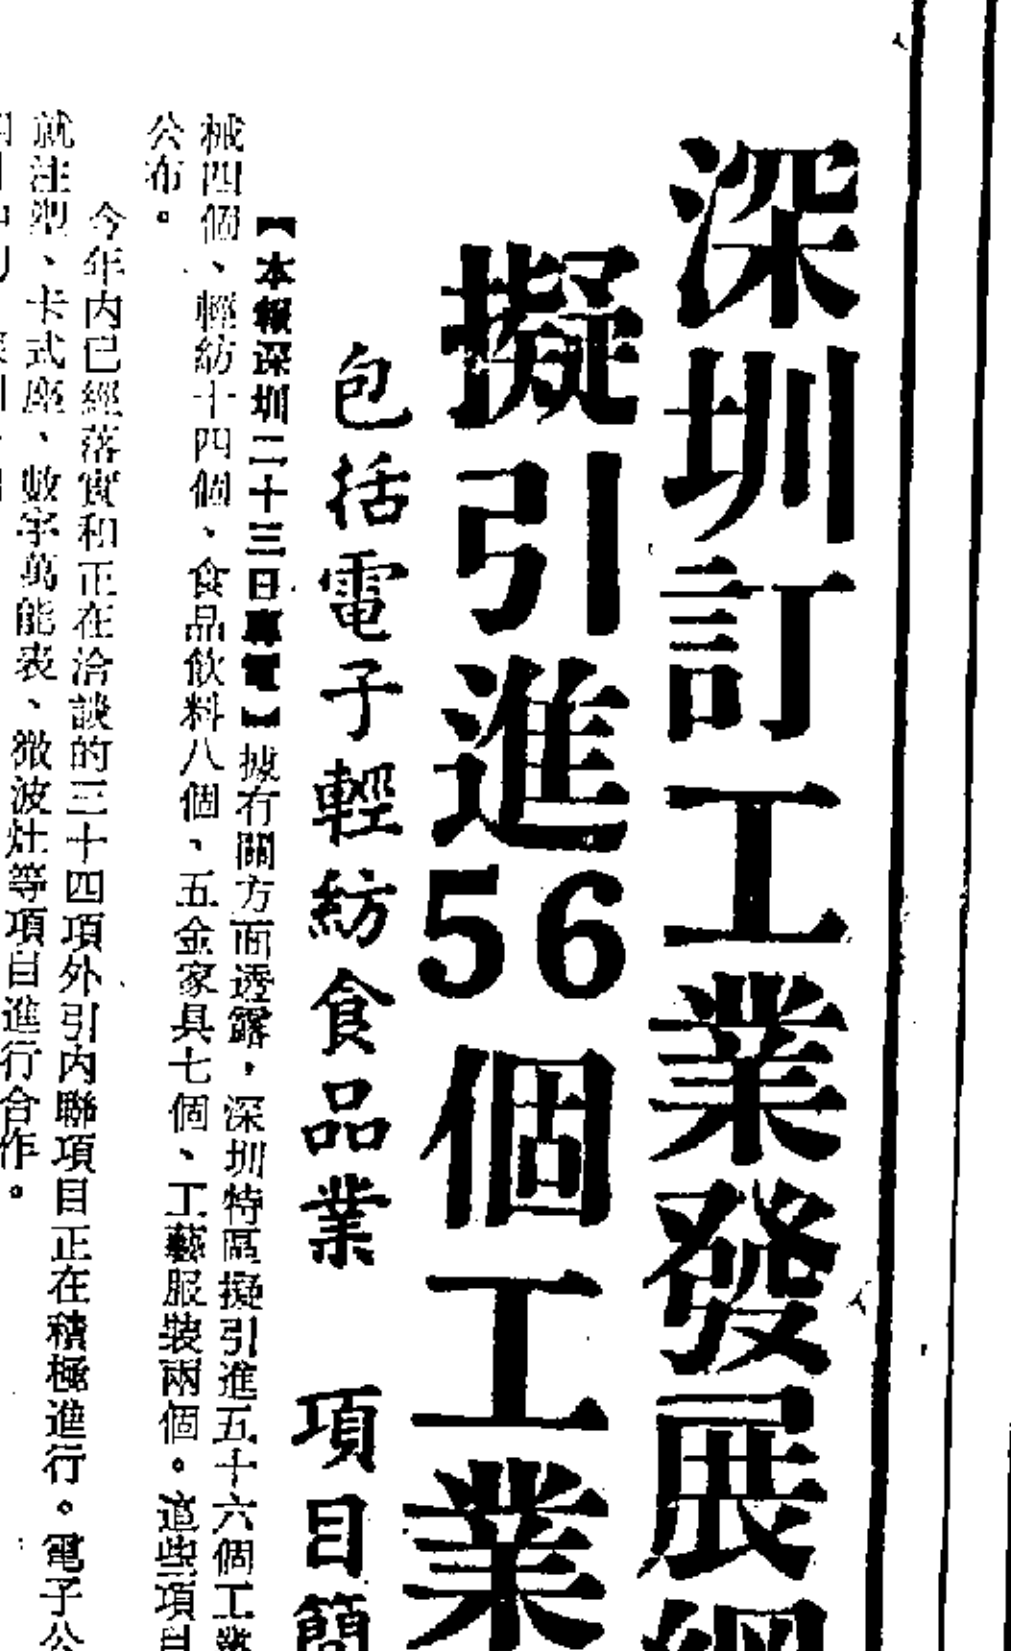 深圳訂工業發展綱
擬引進56個工業
包括電子輕紡食品業 項目簡
【本報深圳二十三日專電】據有關方面透露，深圳特區擬引進五十六個工業
械四個、輕紡十四個、食品飲料八個、五金家具七個、工藝服裝兩個。這些項目
公布。
今年內已經落實和正在洽談的三十四項外引內聯項目正在積極進行。電子公
就注塑、卡式座、數字萬能表、微波灶等項目進行合作。